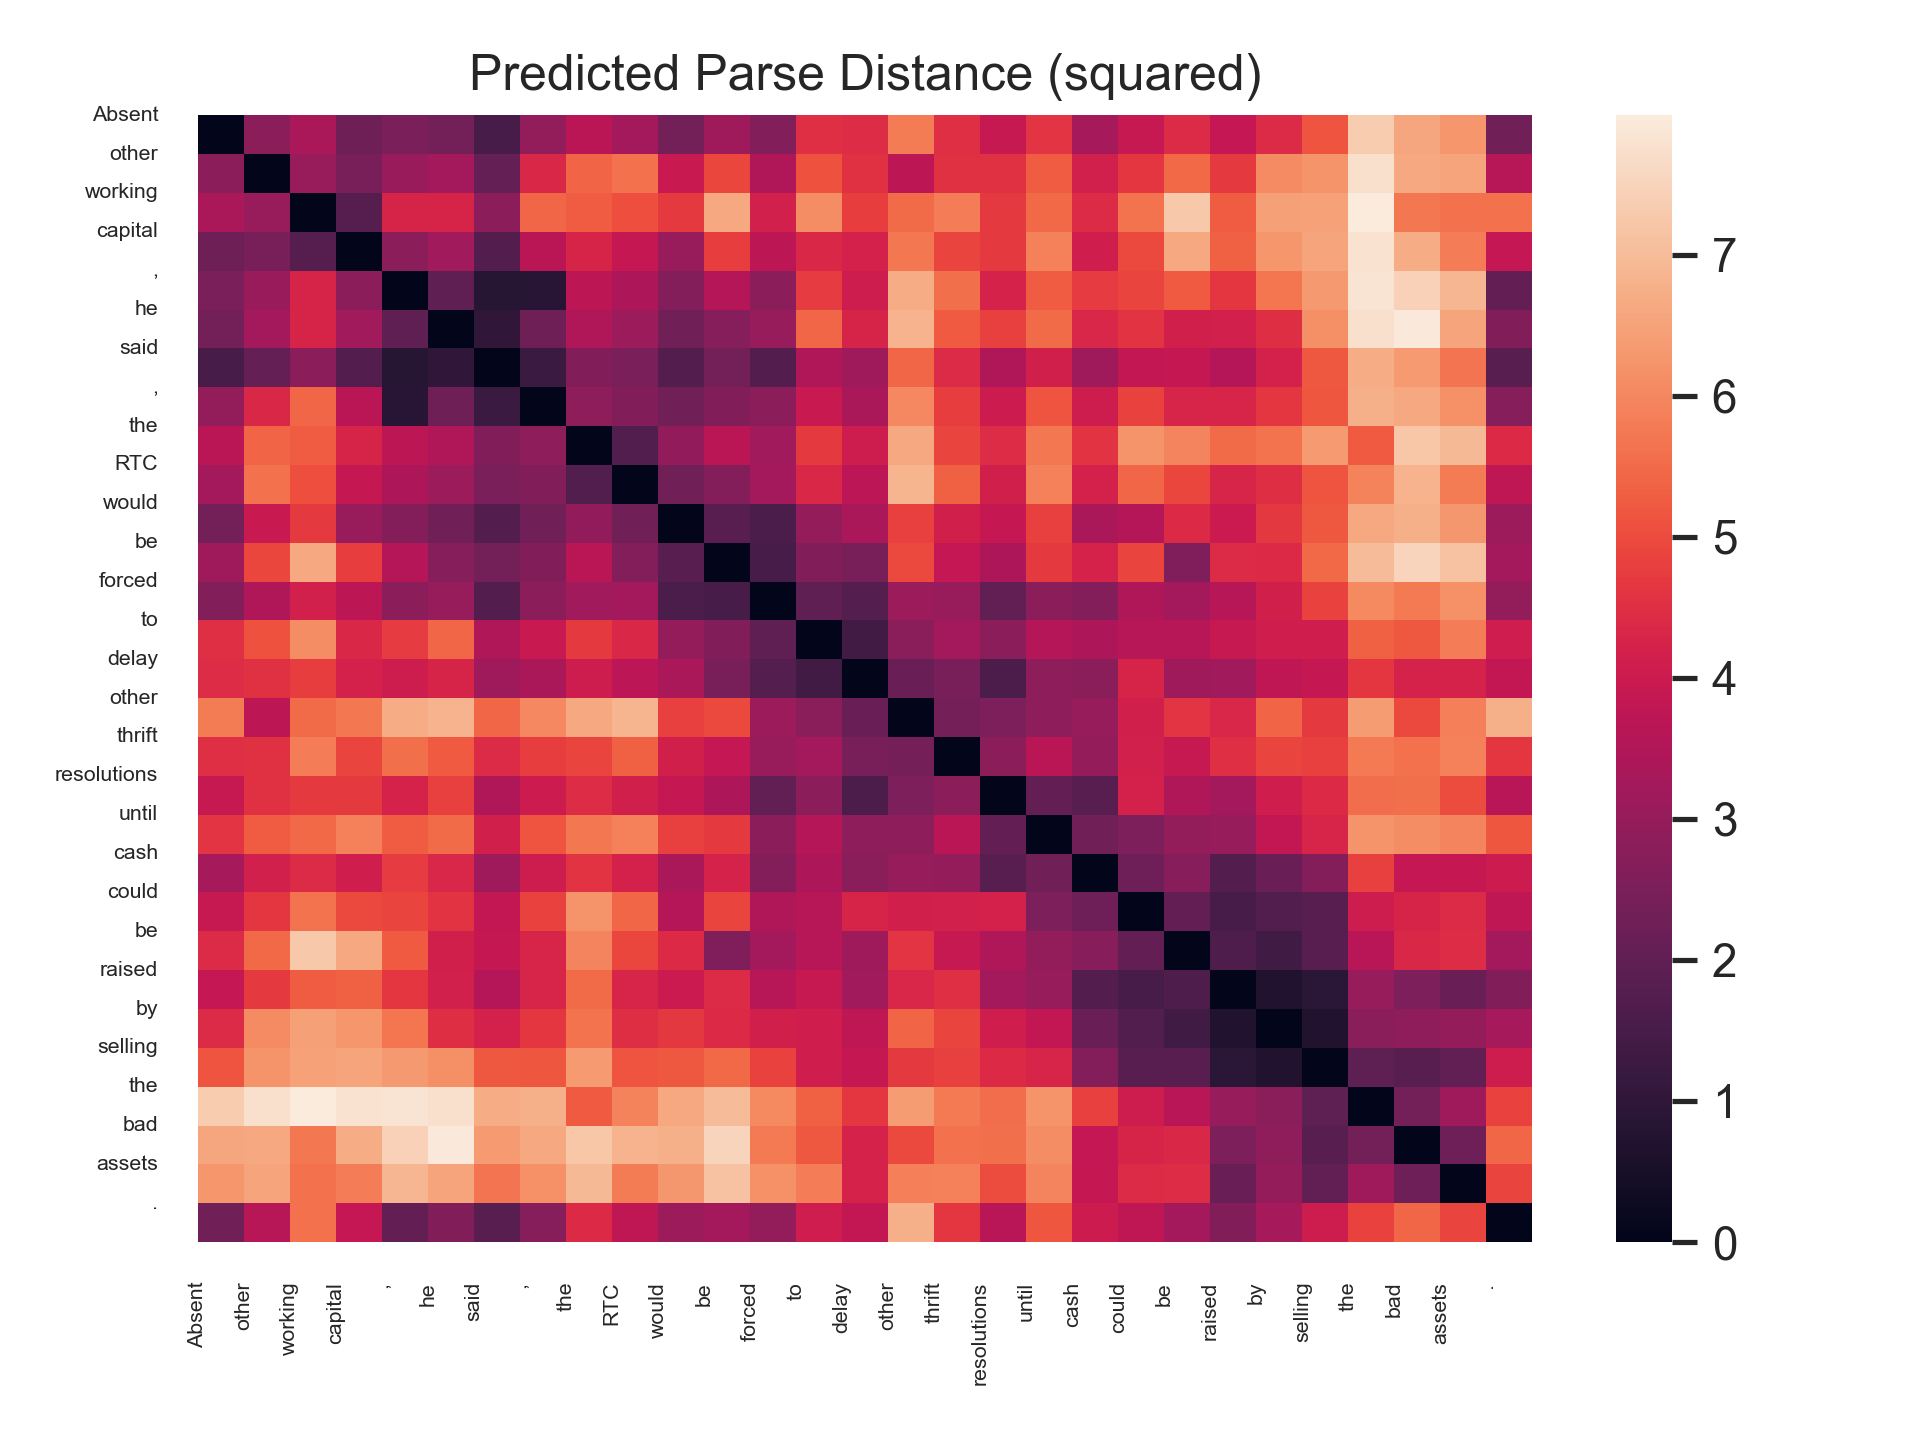 Predicted Parse Distance (squared)
Absent
other
working
capital
,
he
said
,
the
RTC
would
be
forced
to
delay
other
thrift
resolutions
until
cash
could
be
raised
by
selling
the
bad
assets
.
7
6
5
4
3
2
1
0
Absent
other
working
capital
,
he
said
,
the
RTC
would
be
forced
to
delay
other
thrift
resolutions
until
cash
could
be
raised
by
selling
the
bad
assets
.